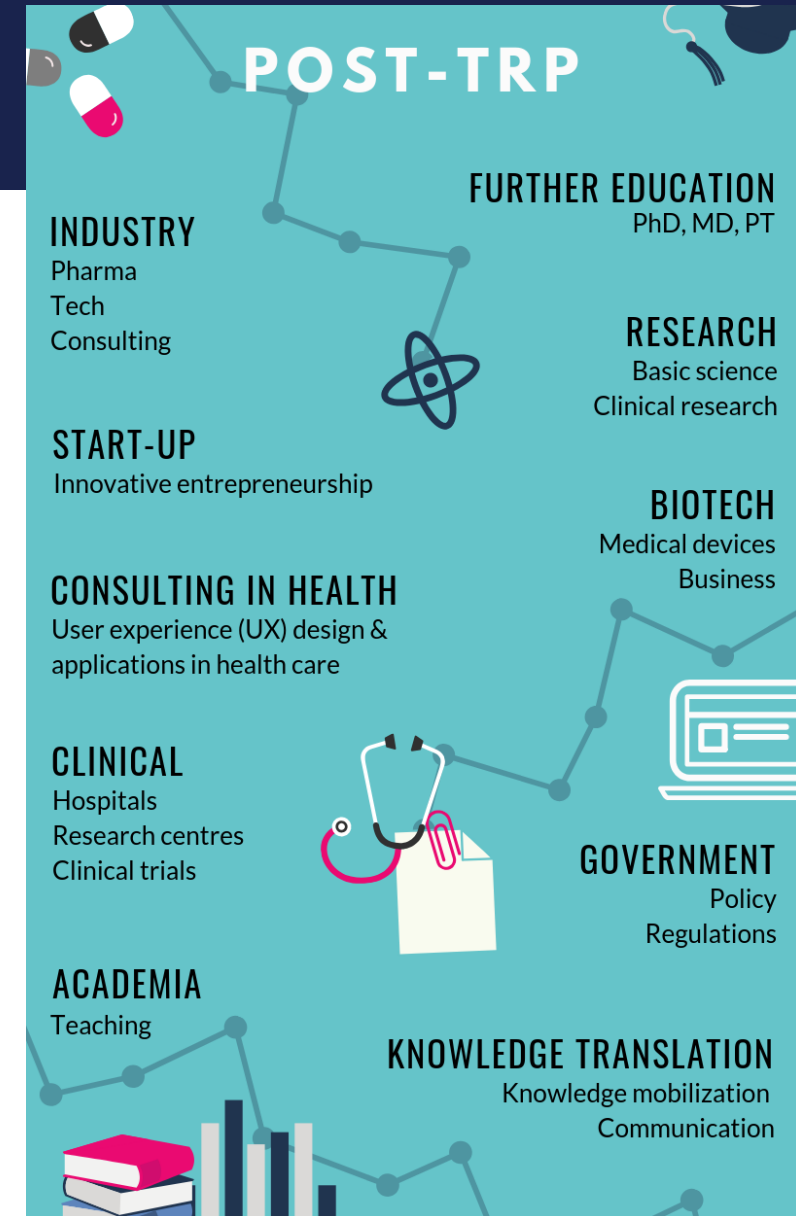 POST-TRP
INDUSTRY
Pharma
Tech
Consulting
START-UP
Innovative entrepreneurship
CONSULTING IN HEALTH
User experience (UX) design &
applications in health care
CLINICAL
Hospitals
Research centres
Clinical trials
ACADEMIA
Teaching
FURTHER EDUCATION
PhD, MD, PT
RESEARCH
Basic science
Clinical research
BIOTECH
Medical devices
Business
GOVERNMENT
Policy
Regulations
KNOWLEDGE TRANSLATION
Knowledge mobilization
Communication